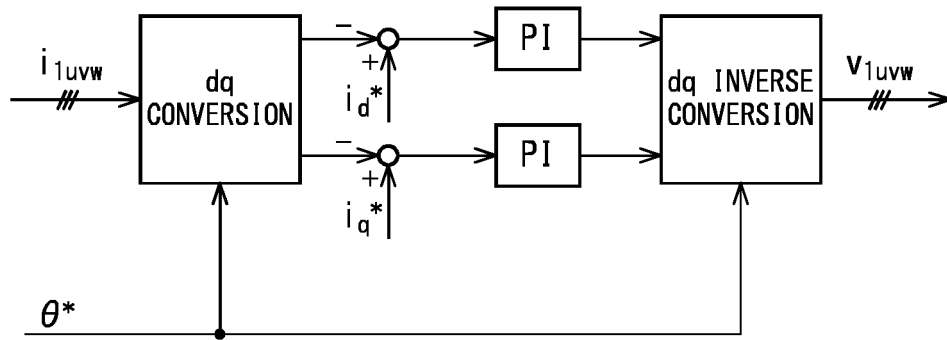 i1uvw
dq
CONVERSION
−
+
id*
−
+
iq*
PI
PI
dq INVERSE
CONVERSION
v1uvw
θ*